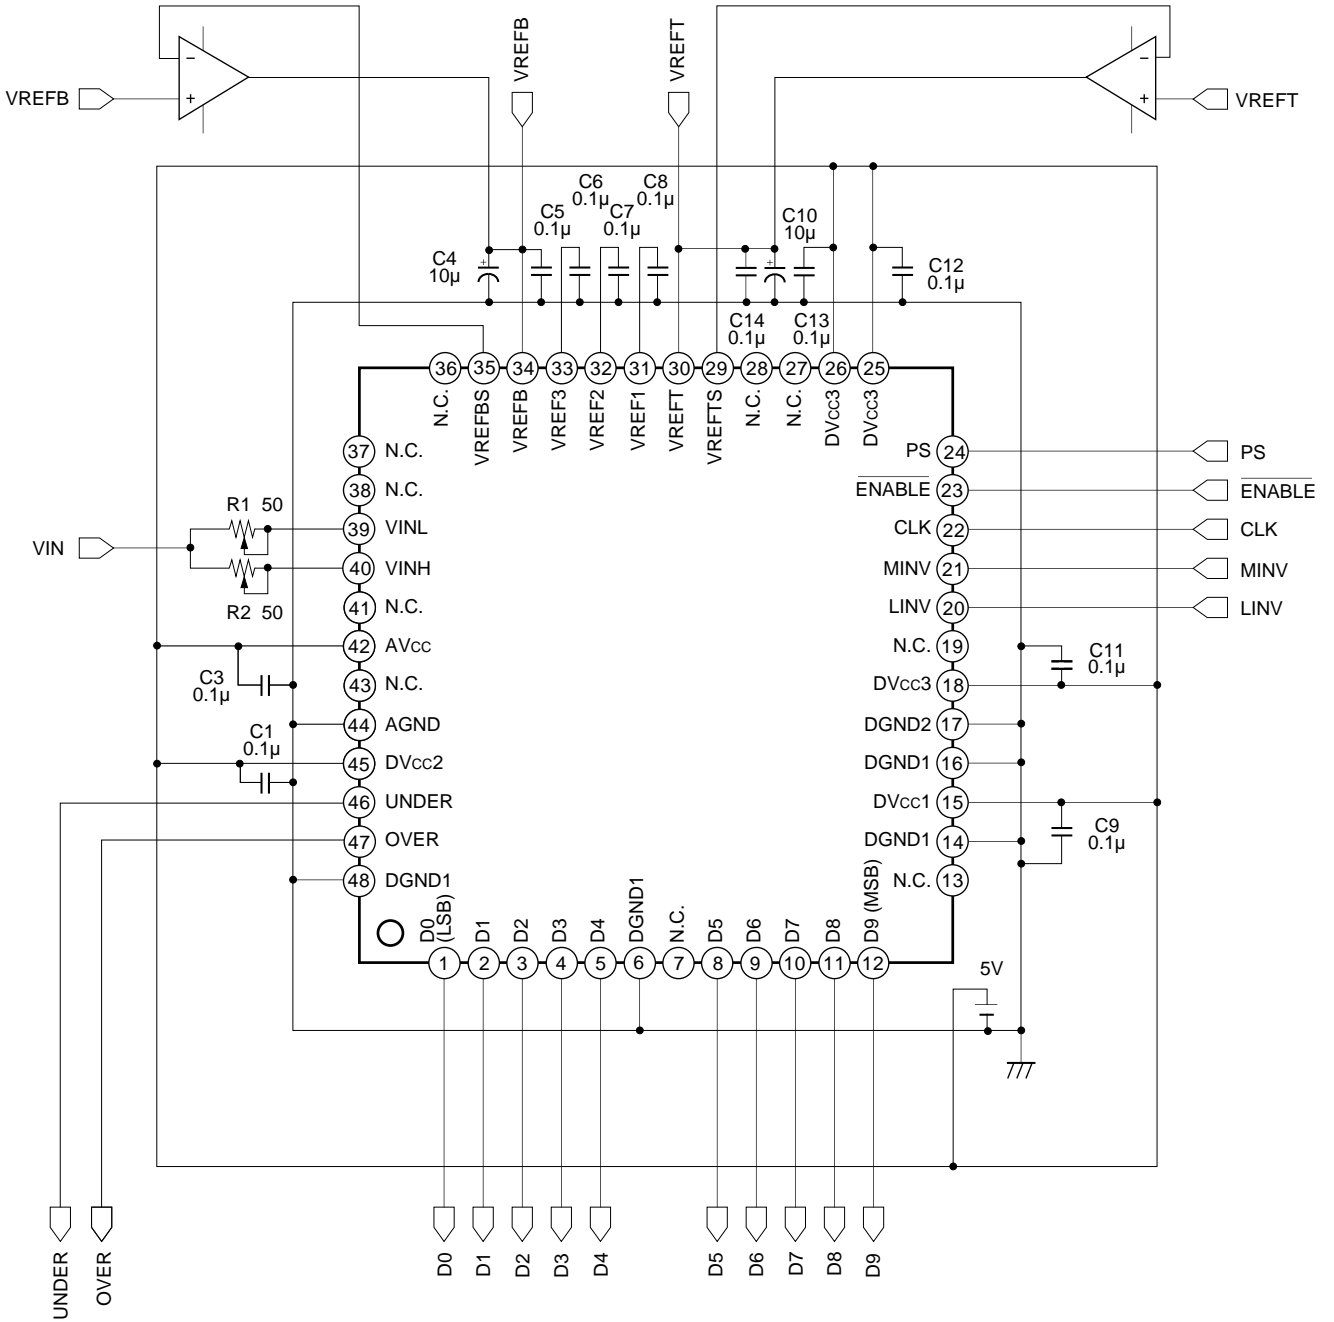 VREFB
VREFB
VREFT
VREFT
−
+
−
+
C4
10µ
C5
0.1µ
C6
0.1µ
C7
0.1µ
C8
0.1µ
C10
10µ
C12
0.1µ
C14
0.1µ
C13
0.1µ
+
+
36 35 34 33 32 31 30 29 28 27 26 25
N.C.
VREFBS
VREFB
VREF3
VREF2
VREF1
VREFT
VREFTS
N.C.
N.C.
DVCC3
DVCC3
37 N.C.
38 N.C.
39 VINL
40 VINH
41 N.C.
42 AVCC
43 N.C.
44 AGND
45 DVCC2
46 UNDER
47 OVER
48 DGND1
VIN
R1 50
R2 50
C3
0.1µ
C1
0.1µ
PS 24 PS
ENABLE 23 ENABLE
CLK 22 CLK
MINV 21 MINV
LINV 20 LINV
N.C. 19
DVCC3 18
DGND2 17
DGND1 16
DVCC1 15
DGND1 14
N.C. 13
C11
0.1µ
C9
0.1µ
D0
(LSB)
D1
D2
D3
D4
DGND1
N.C.
D5
D6
D7
D8
D9 (MSB)
1 2 3 4 5 6 7 8 9 10 11 12
5V
UNDER
OVER
D0
D1
D2
D3
D4
D5
D6
D7
D8
D9